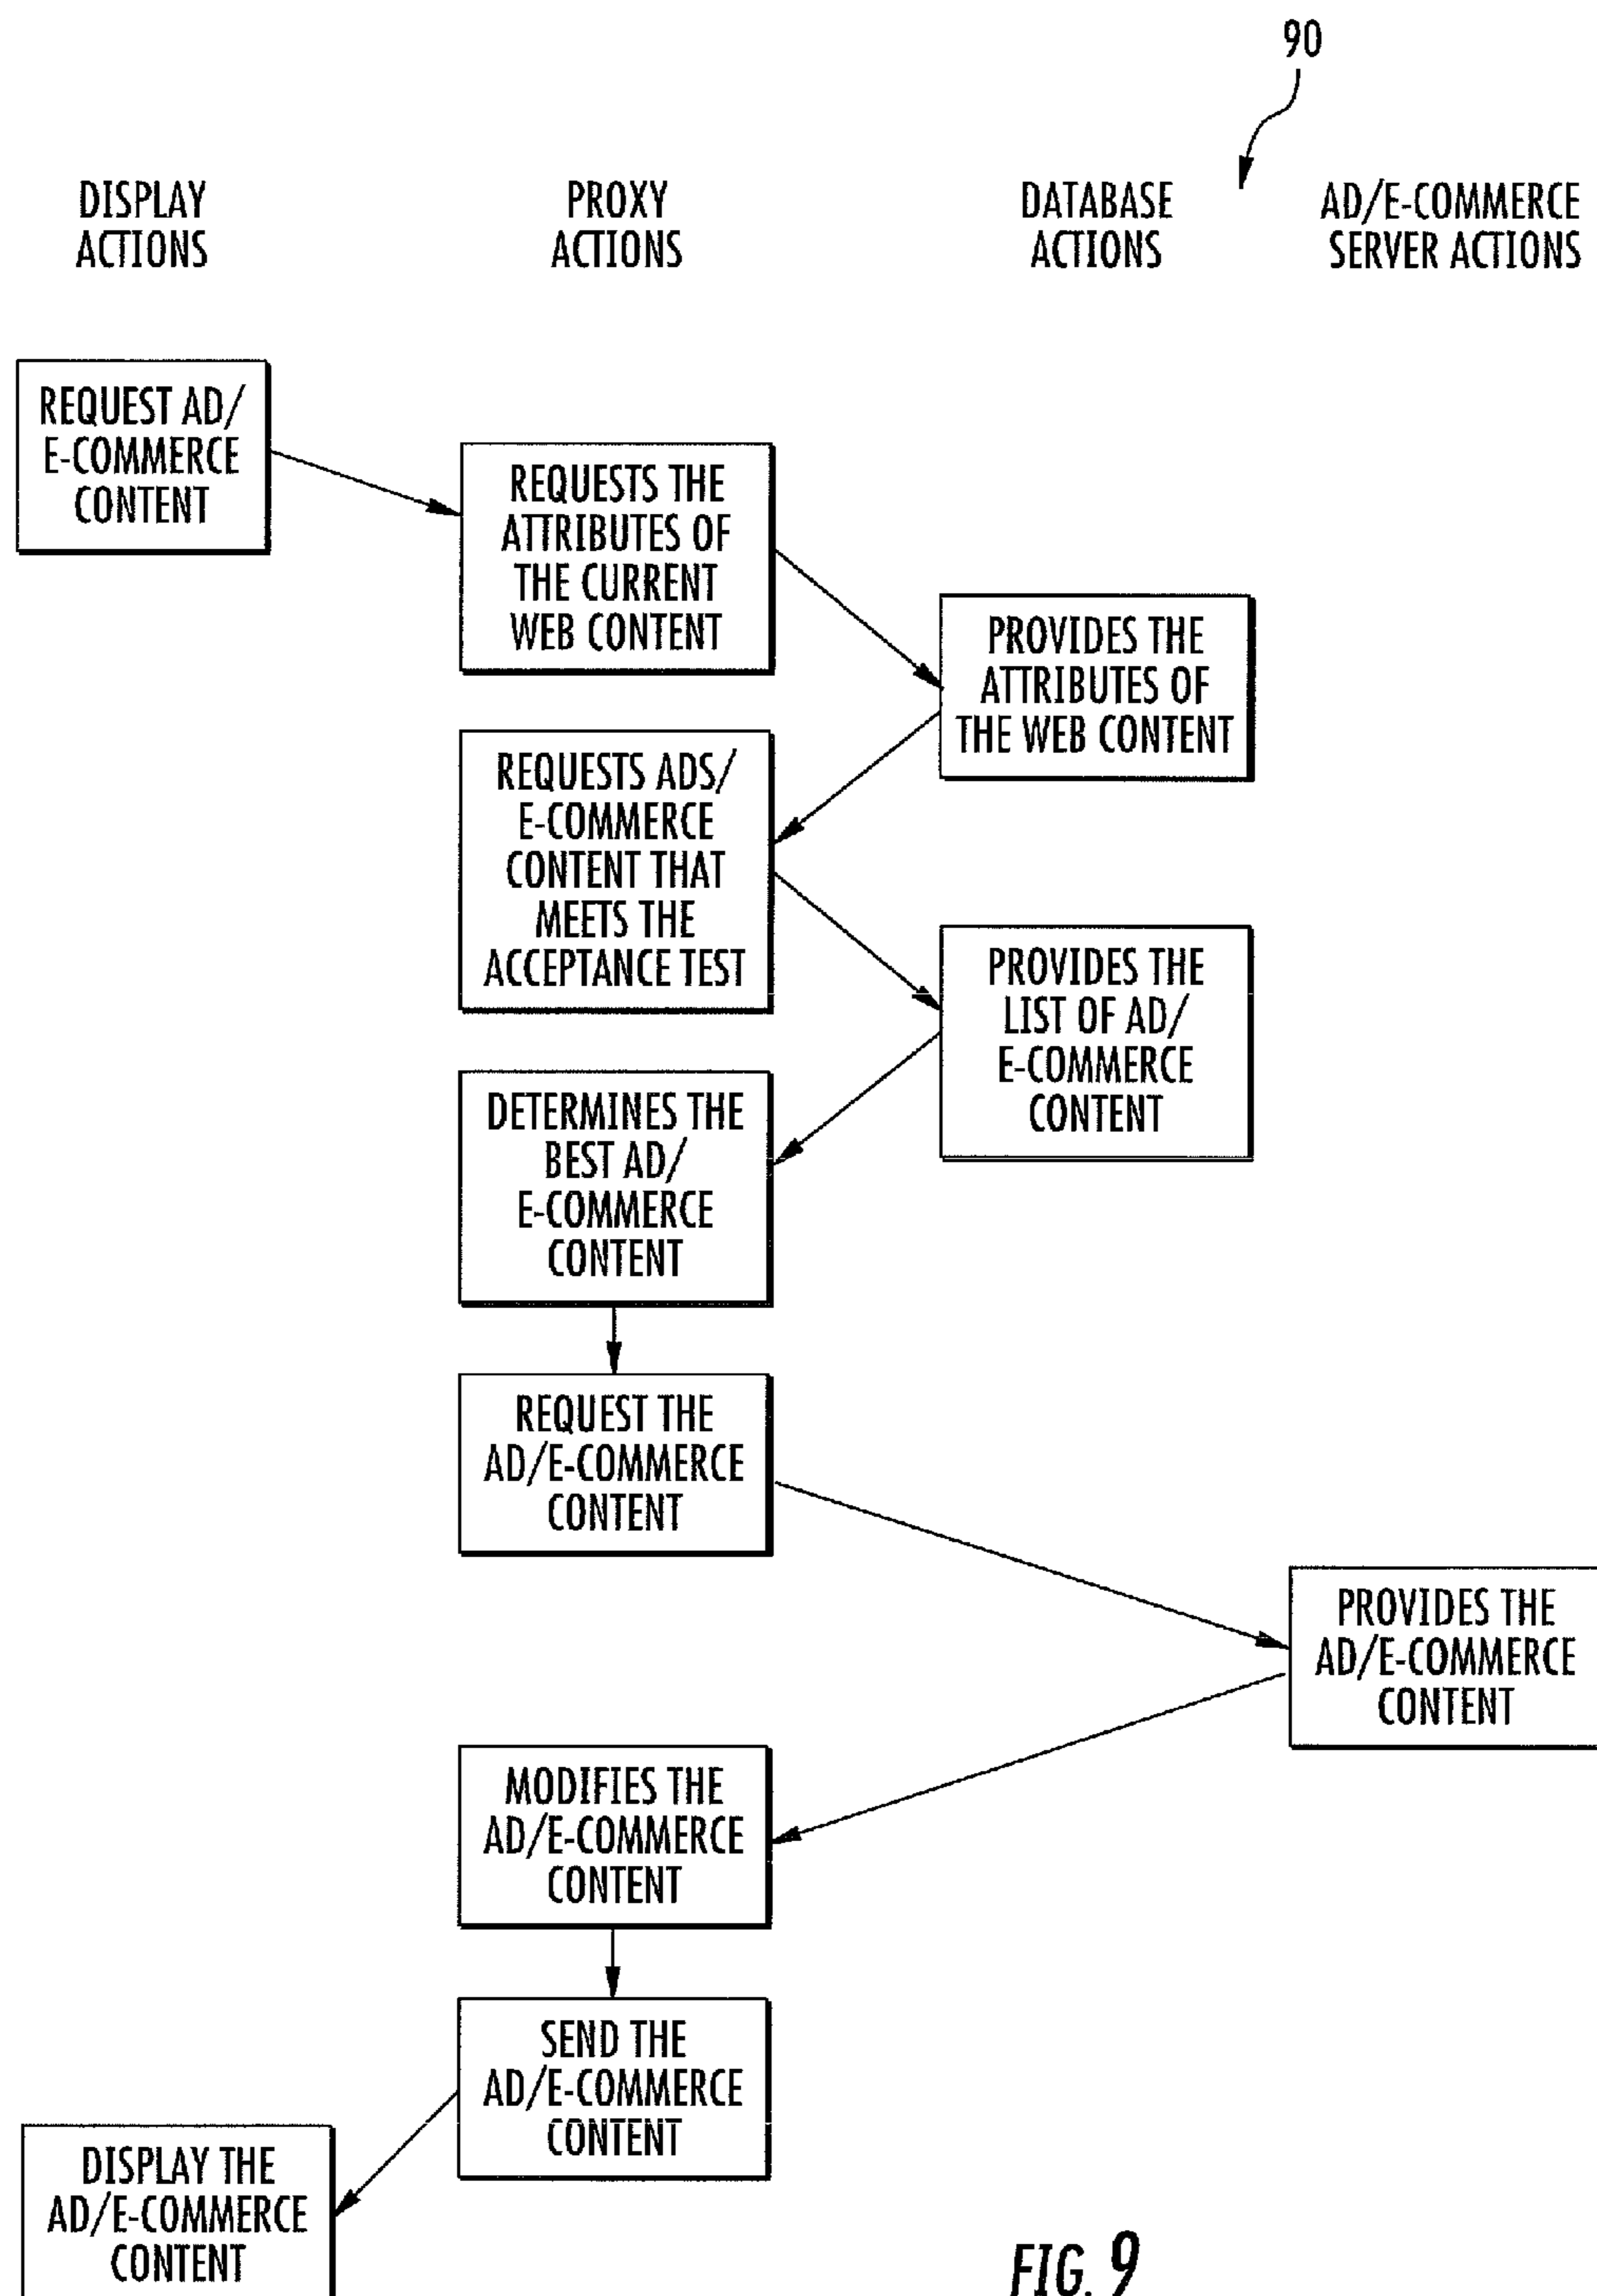 90
DISPLAY
ACTIONS
PROXY
ACTIONS
DATABASE
ACTIONS
AD/E-COMMERCE
SERVER ACTIONS
REQUEST AD/
E-COMMERCE
CONTENT
REQUESTS THE
ATTRIBUTES OF
THE CURRENT
WEB CONTENT
PROVIDES THE
ATTRIBUTES OF
THE WEB CONTENT
REQUESTS ADS/
E-COMMERCE
CONTENT THAT
MEETS THE
ACCEPTANCE TEST
PROVIDES THE
LIST OF AD/
E-COMMERCE
CONTENT
DETERMINES THE
BEST AD/
E-COMMERCE
CONTENT
REQUEST THE
AD/E-COMMERCE
CONTENT
PROVIDES THE
AD/E-COMMERCE
CONTENT
MODIFIES THE
AD/E-COMMERCE
CONTENT
SEND THE
AD/E-COMMERCE
CONTENT
DISPLAY THE
AD/E-COMMERCE
CONTENT
FIG. 9